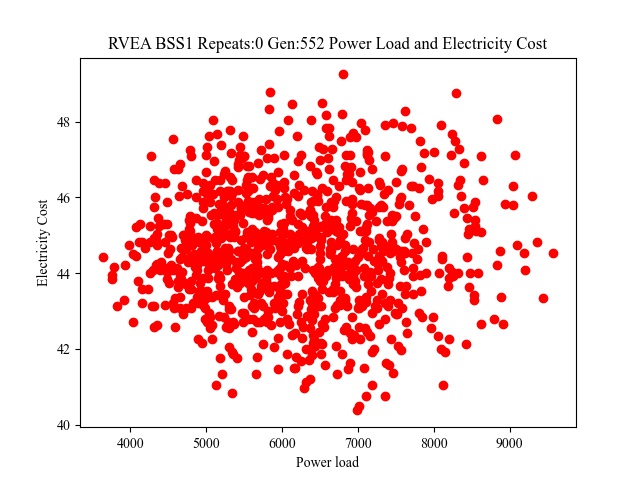 RVEA BSS1 Repeats:0 Gen:552 Power Load and Electricity Cost
48
46
44
42
40
Electricity Cost
4000 5000 6000 7000 8000 9000
Power load